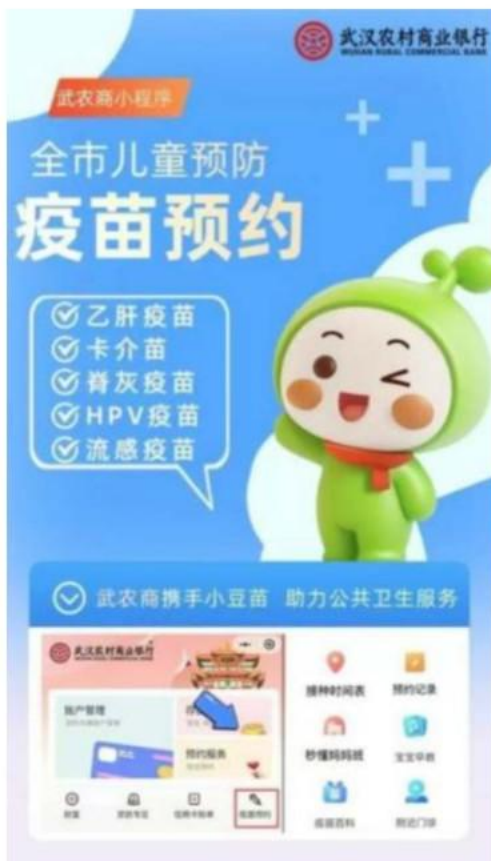 武汉农村商业银行
WUHAN RURAL COMMERCIAL BANK
武农商小程序
全市儿童预防
疫苗预约
乙肝疫苗
卡介苗
脊灰疫苗
HPV疫苗
流感疫苗
武农商携手小豆苗 助力公共卫生服务
武汉农村商业银行
账户管理
预约服务
疫苗预约
接种时间表
预约记录
秒懂妈妈班
宝宝早教
疫苗百科
附近门诊